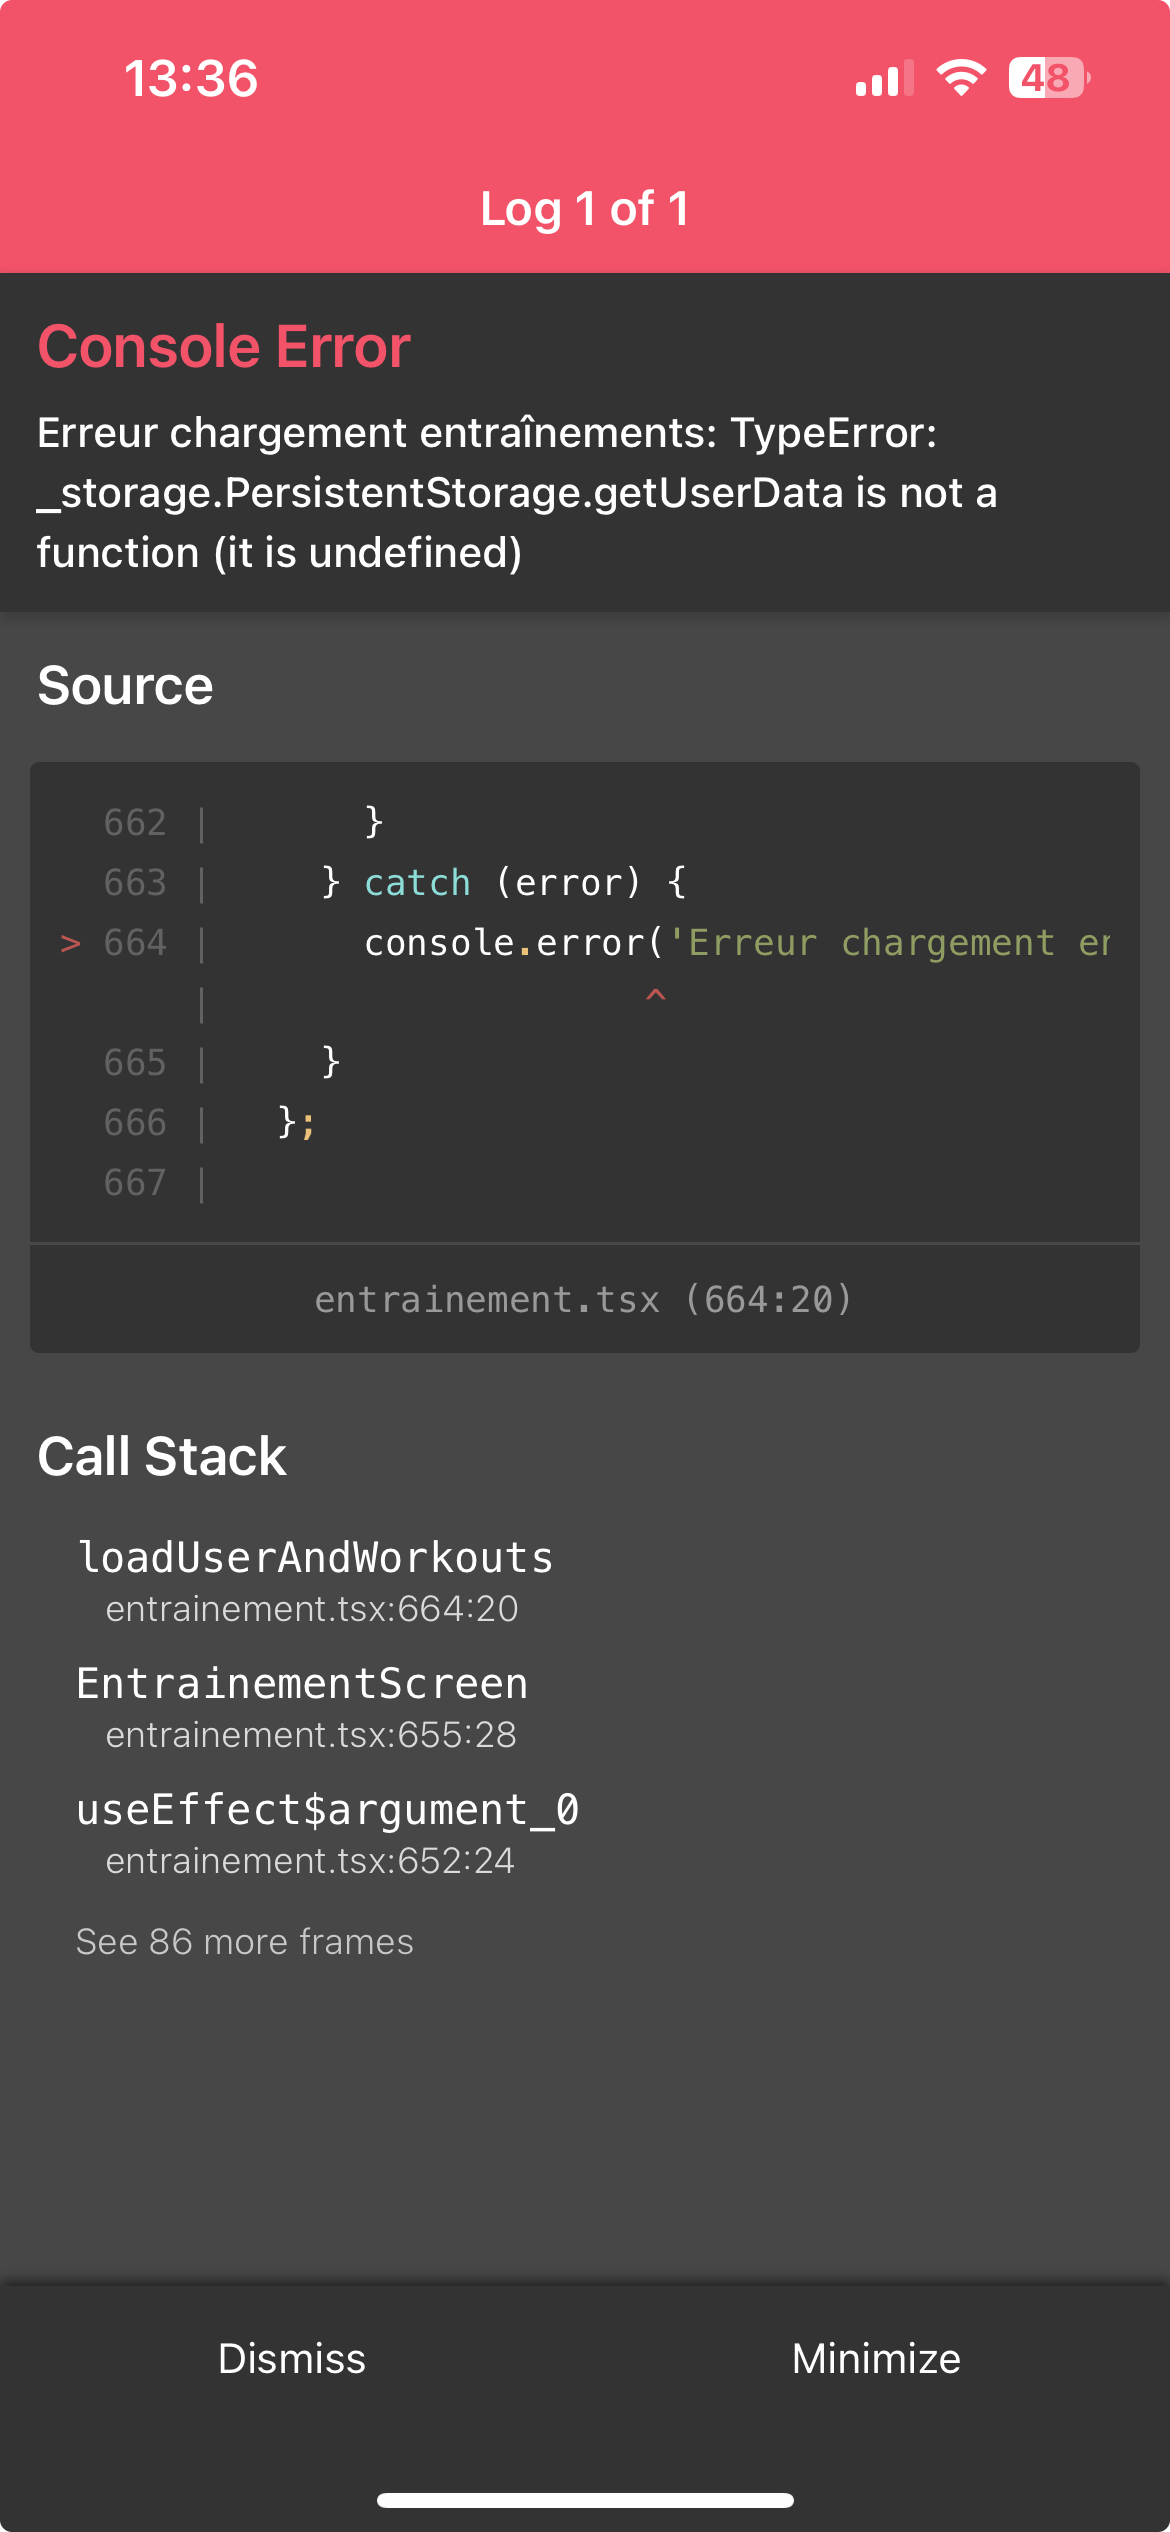 13:36
48
Log 1 of 1
Console Error
Erreur chargement entraînements: TypeError:
_storage.PersistentStorage.getUserData is not a
function (it is undefined)
Source
662 | }
663 | } catch (error) {
> 664 | console.error('Erreur chargement en
| ^
665 | }
666 | };
667 |
entrainement.tsx (664:20)
Call Stack
loadUserAndWorkouts
entrainement.tsx:664:20
EntrainementScreen
entrainement.tsx:655:28
useEffect$argument_0
entrainement.tsx:652:24
See 86 more frames
Dismiss
Minimize